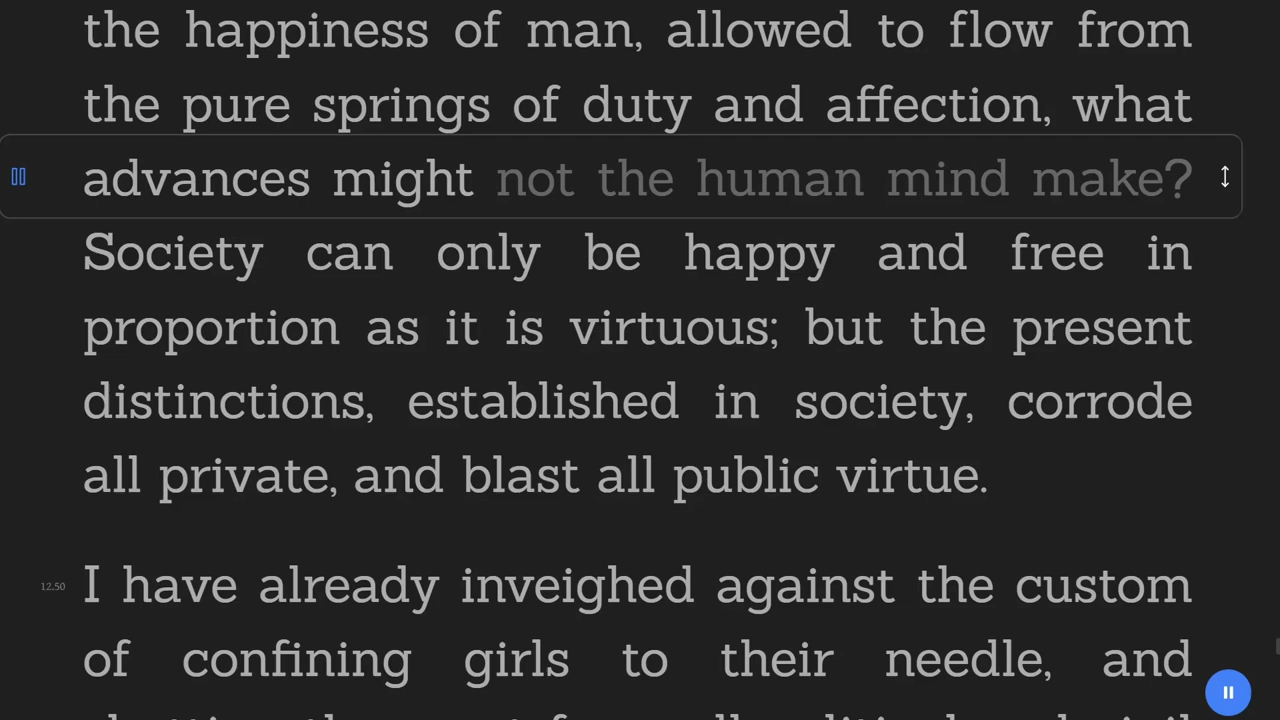 the happiness of man, allowed to flow from
the pure springs of duty and affection, what
advances might not the human mind make?
Society can only be happy and free in
proportion as it is virtuous; but the present
distinctions, established in society, corrode
all private, and blast all public virtue.
12.50 I have already inveighed against the custom
of confining girls to their needle, and